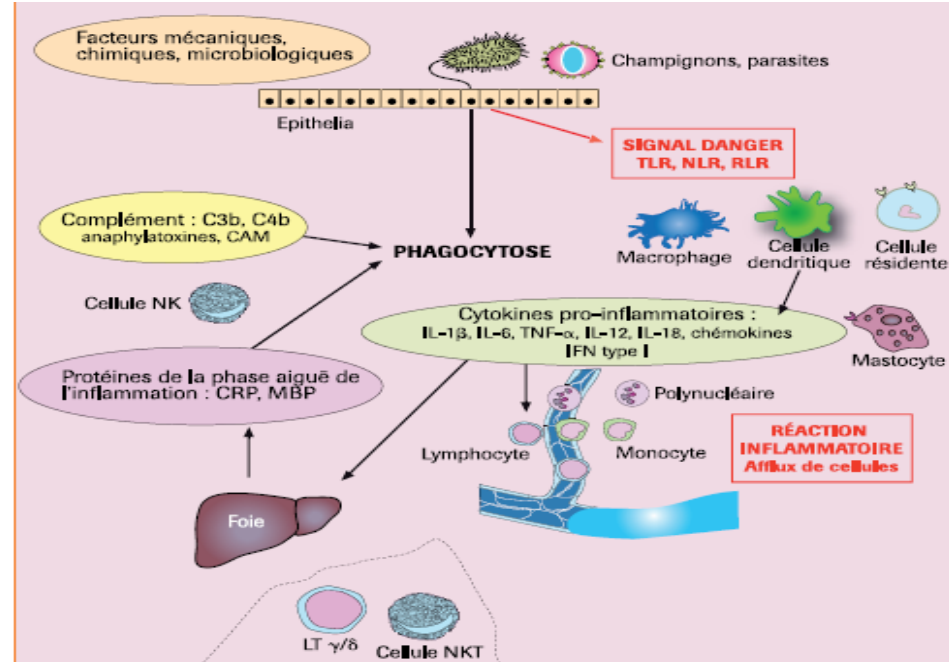 Facteurs mécaniques,
chimiques, microbiologiques
Champignons, parasites
Epithelia
SIGNAL DANGER
TLR, NLR, RLR
Complément : C3b, C4b
anaphylatoxines, CAM
PHAGOCYTOSE
Macrophage
Cellule
dendritique
Cellule
résidente
Cellule NK
Cytokines pro-inflammatoires :
IL-1β, IL-6, TNF-α, IL-12, IL-18, chémokines
IFN type I
Mastocyte
Protéines de la phase aiguë de
l'inflammation : CRP, MBP
Polynucléaire
Lymphocyte
Monocyte
RÉACTION
INFLAMMATOIRE
Afflux de cellules
Foie
LT γ/δ
Cellule NKT